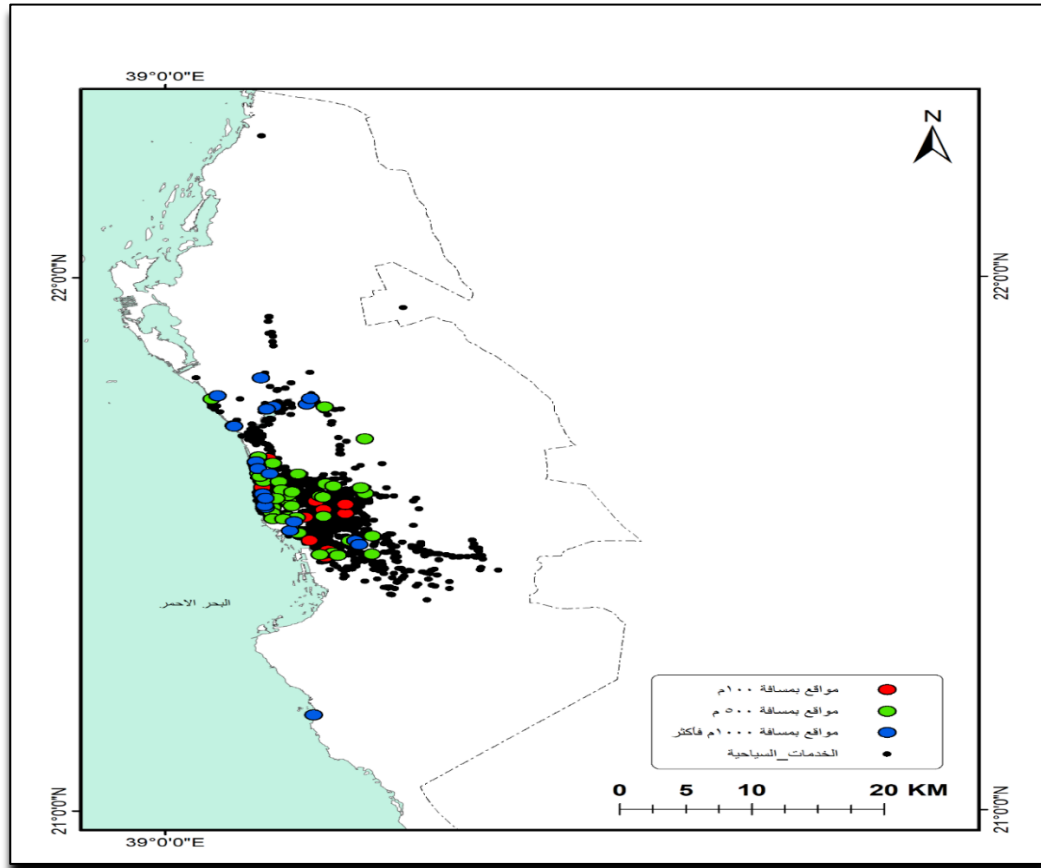 39°0'0"E
N
22°0'0"N
22°0'0"N
البحر الاحمر
مواقع بمسافة ١٠٠م
مواقع بمسافة ٥٠٠ م
مواقع بمسافة ١٠٠٠م فأكثر
الخدمات_السياحية
0 5 10 20 KM
21°0'0"N
21°0'0"N
39°0'0"E